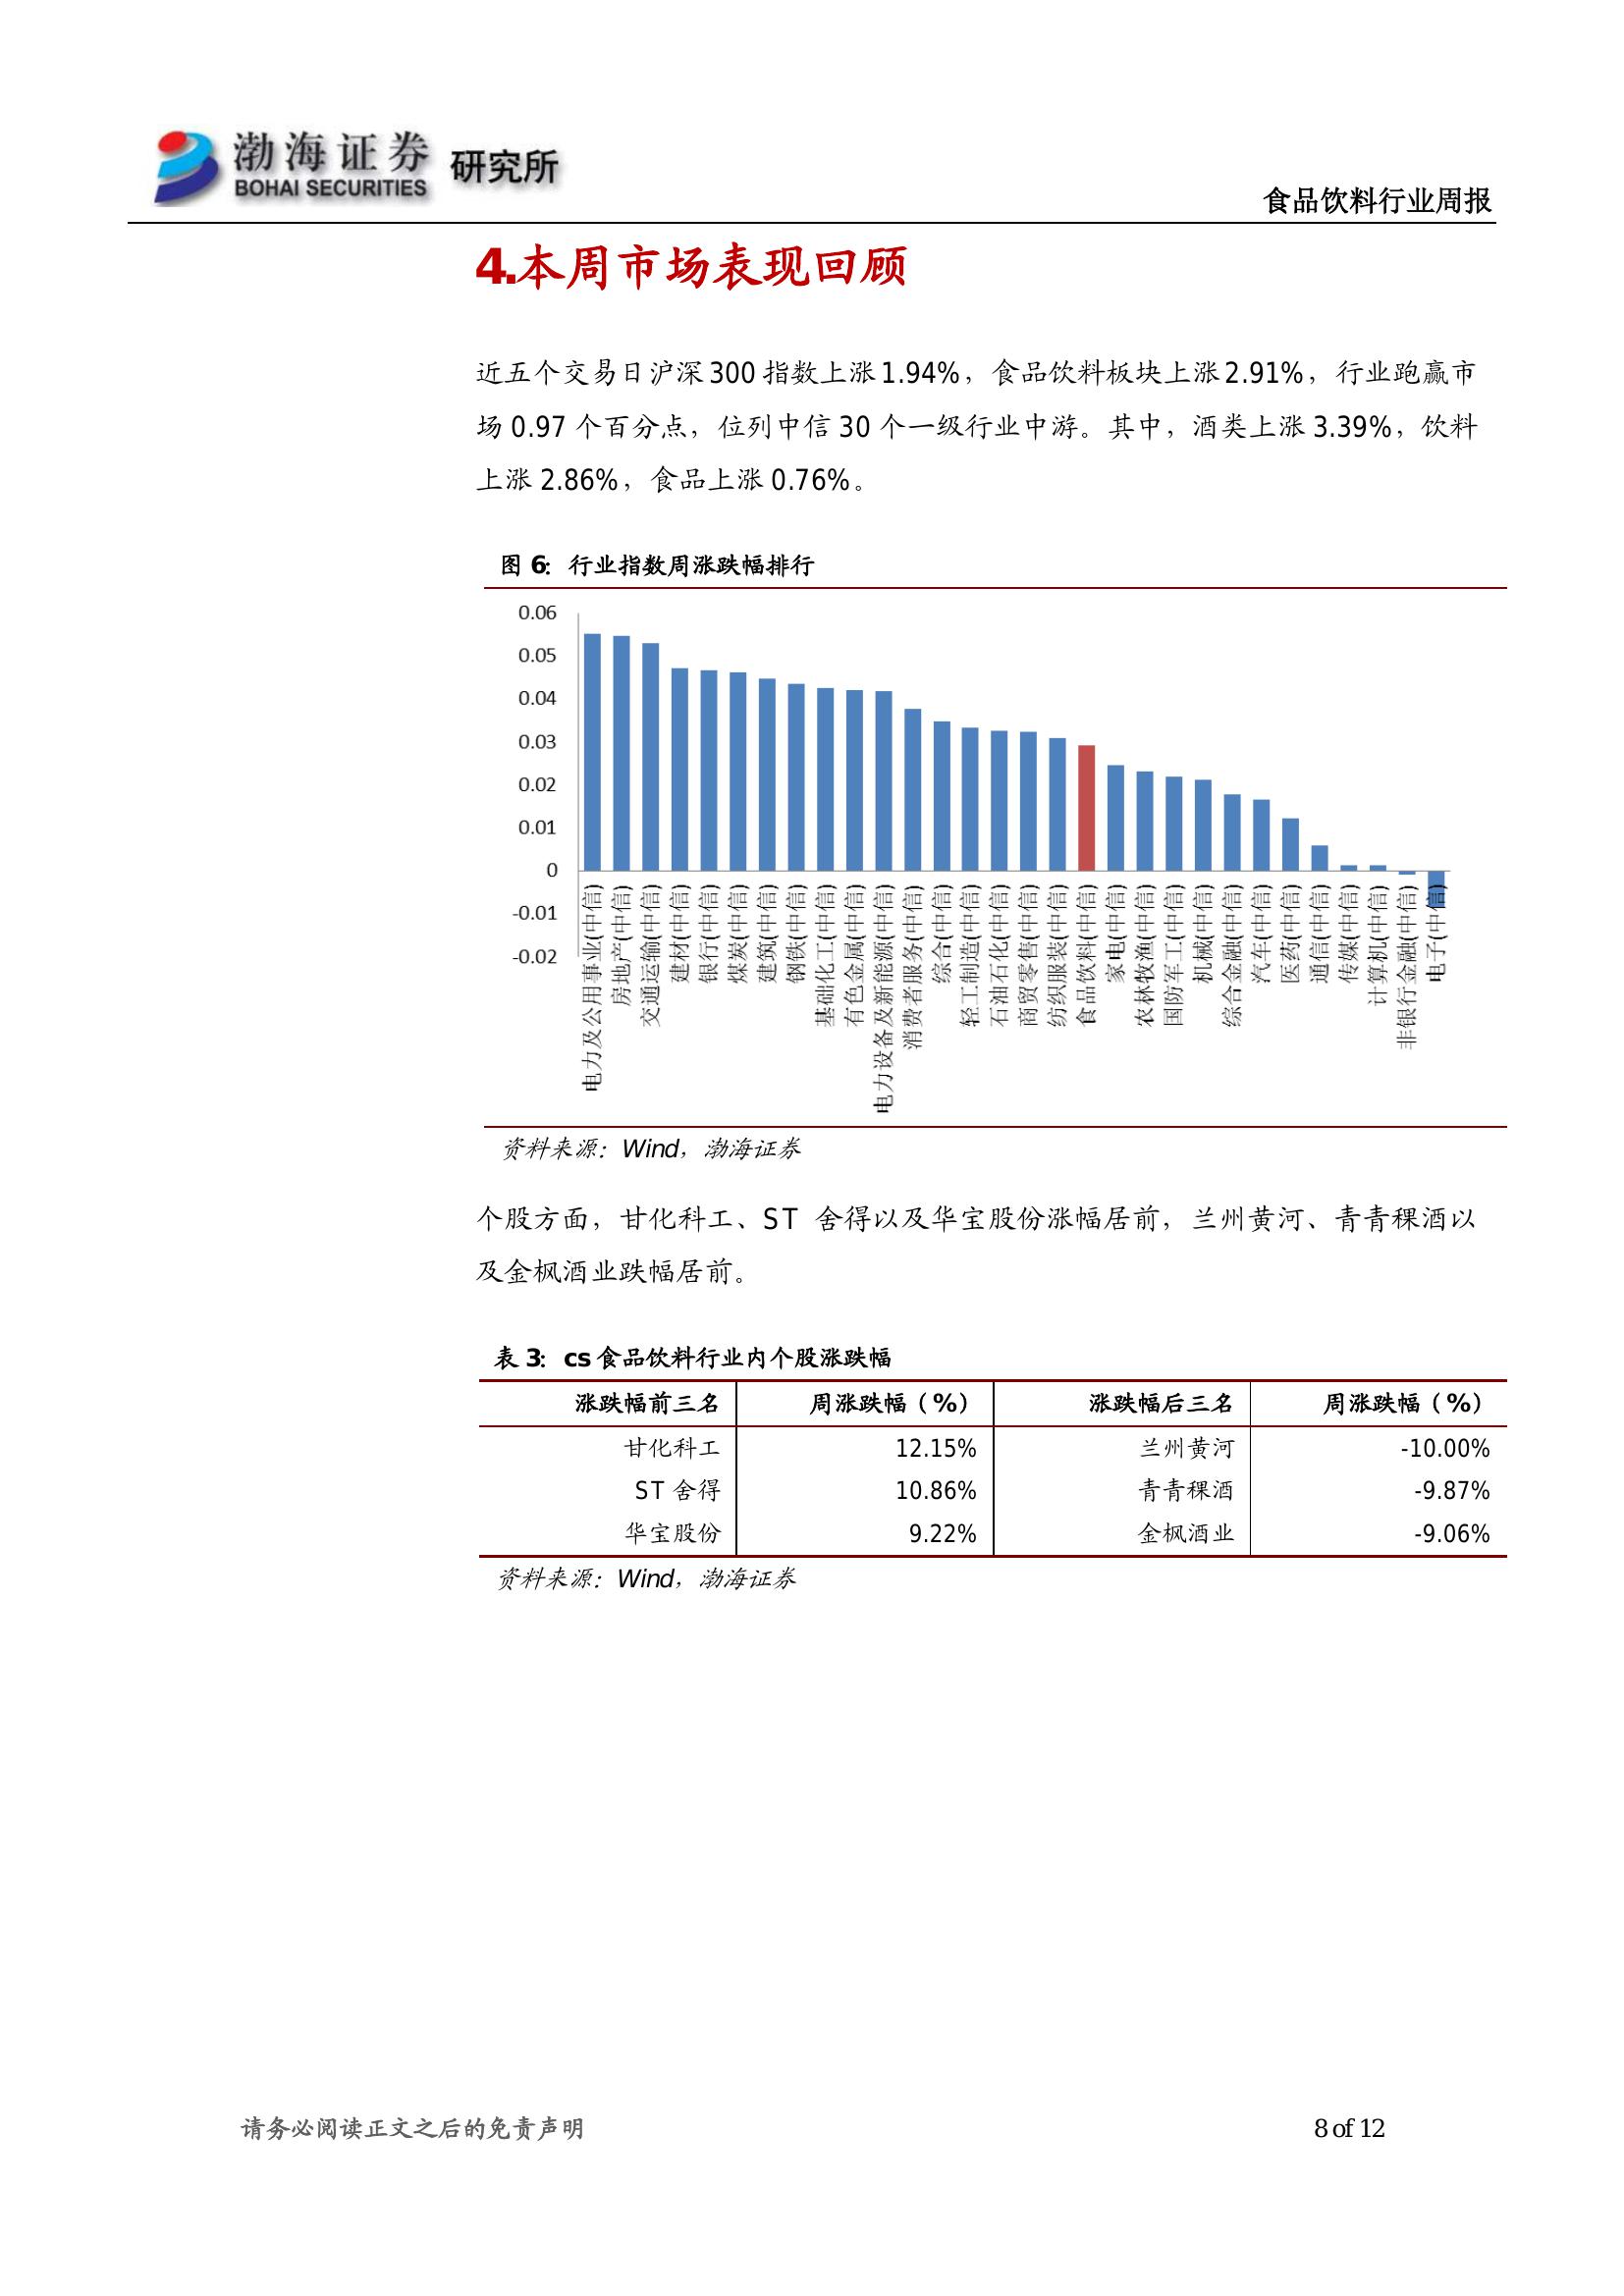 渤海证券 研究所
BOHAI SECURITIES
食品饮料行业周报
4.本周市场表现回顾
近五个交易日沪深 300 指数上涨 1.94%，食品饮料板块上涨 2.91%，行业跑赢市
场 0.97 个百分点，位列中信 30 个一级行业中游。其中，酒类上涨 3.39%，饮料
上涨 2.86%，食品上涨 0.76%。
图 6：行业指数周涨跌幅排行
0.06
0.05
0.04
0.03
0.02
0.01
0
-0.01
-0.02
电力及公用事业(中信)
房地产(中信)
交通运输(中信)
建材(中信)
银行(中信)
煤炭(中信)
建筑(中信)
钢铁(中信)
基础化工(中信)
有色金属(中信)
电力设备及新能源(中信)
消费者服务(中信)
综合(中信)
轻工制造(中信)
石油石化(中信)
商贸零售(中信)
纺织服装(中信)
食品饮料(中信)
家电(中信)
农林牧渔(中信)
国防军工(中信)
机械(中信)
综合金融(中信)
汽车(中信)
医药(中信)
通信(中信)
传媒(中信)
计算机(中信)
非银行金融(中信)
电子(中信)
资料来源：Wind，渤海证券
个股方面，甘化科工、ST 舍得以及华宝股份涨幅居前，兰州黄河、青青稞酒以
及金枫酒业跌幅居前。
表 3：cs 食品饮料行业内个股涨跌幅
涨跌幅前三名 周涨跌幅（%） 涨跌幅后三名 周涨跌幅（%）
甘化科工 12.15% 兰州黄河 -10.00%
ST 舍得 10.86% 青青稞酒 -9.87%
华宝股份 9.22% 金枫酒业 -9.06%
资料来源：Wind，渤海证券
请务必阅读正文之后的免责声明 8 of 12